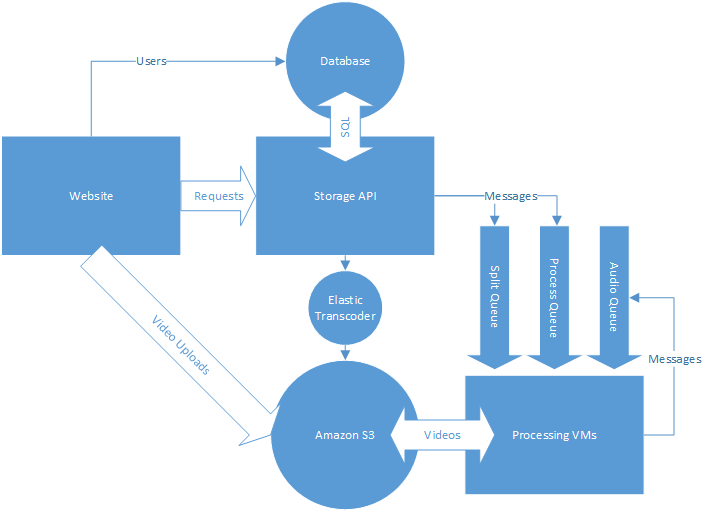 Users
Database
SQL
Website
Requests
Storage API
Messages
Split Queue
Process Queue
Audio Queue
Elastic
Transcoder
Video Uploads
Messages
Amazon S3
Videos
Processing VMs